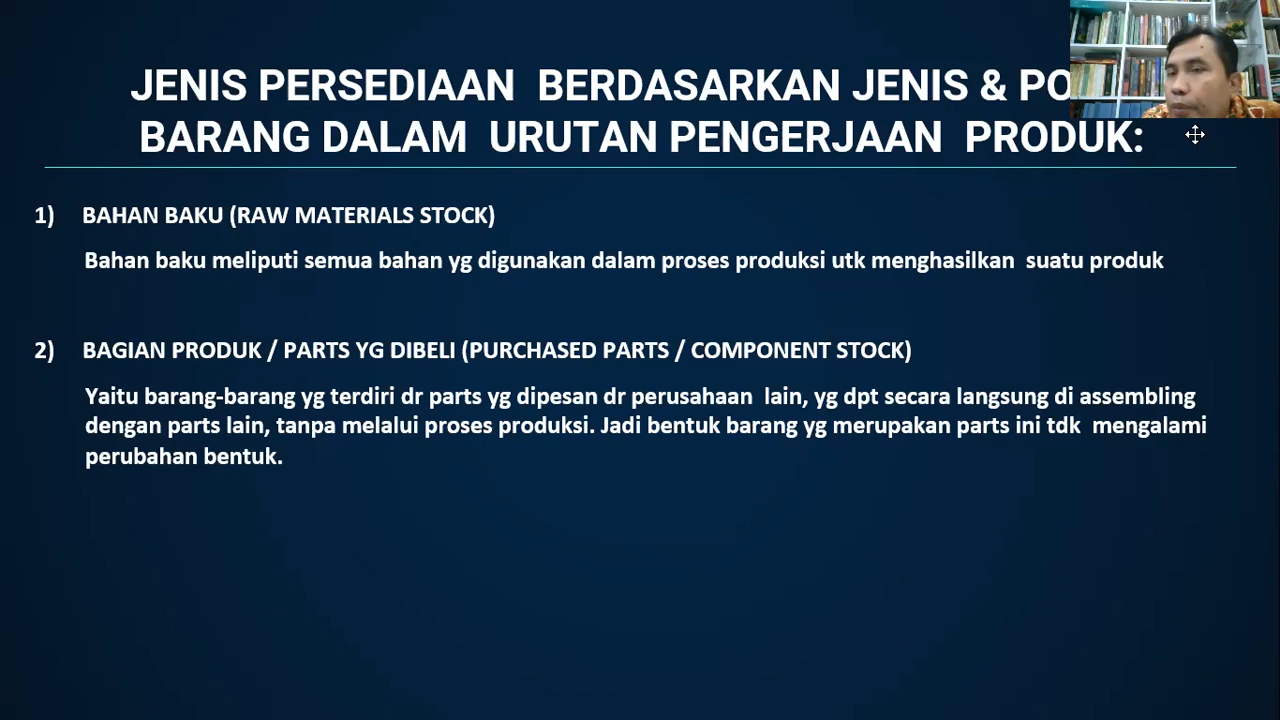 JENIS PERSEDIAAN BERDASARKAN JENIS &
BARANG DALAM URUTAN PENGERJAAN PRODUK:
1) BAHAN BAKU (RAW MATERIALS STOCK)
Bahan baku meliputi semua bahan yg digunakan dalam proses produksi utk menghasilkan suatu produk
2) BAGIAN PRODUK / PARTS YG DIBELI (PURCHASED PARTS / COMPONENT STOCK)
Yaitu barang-barang yg terdiri dr parts yg dipesan dr perusahaan lain, yg dpt secara langsung di assembling
dengan parts lain, tanpa melalui proses produksi. Jadi bentuk barang yg merupakan parts ini tdk mengalami
perubahan bentuk.